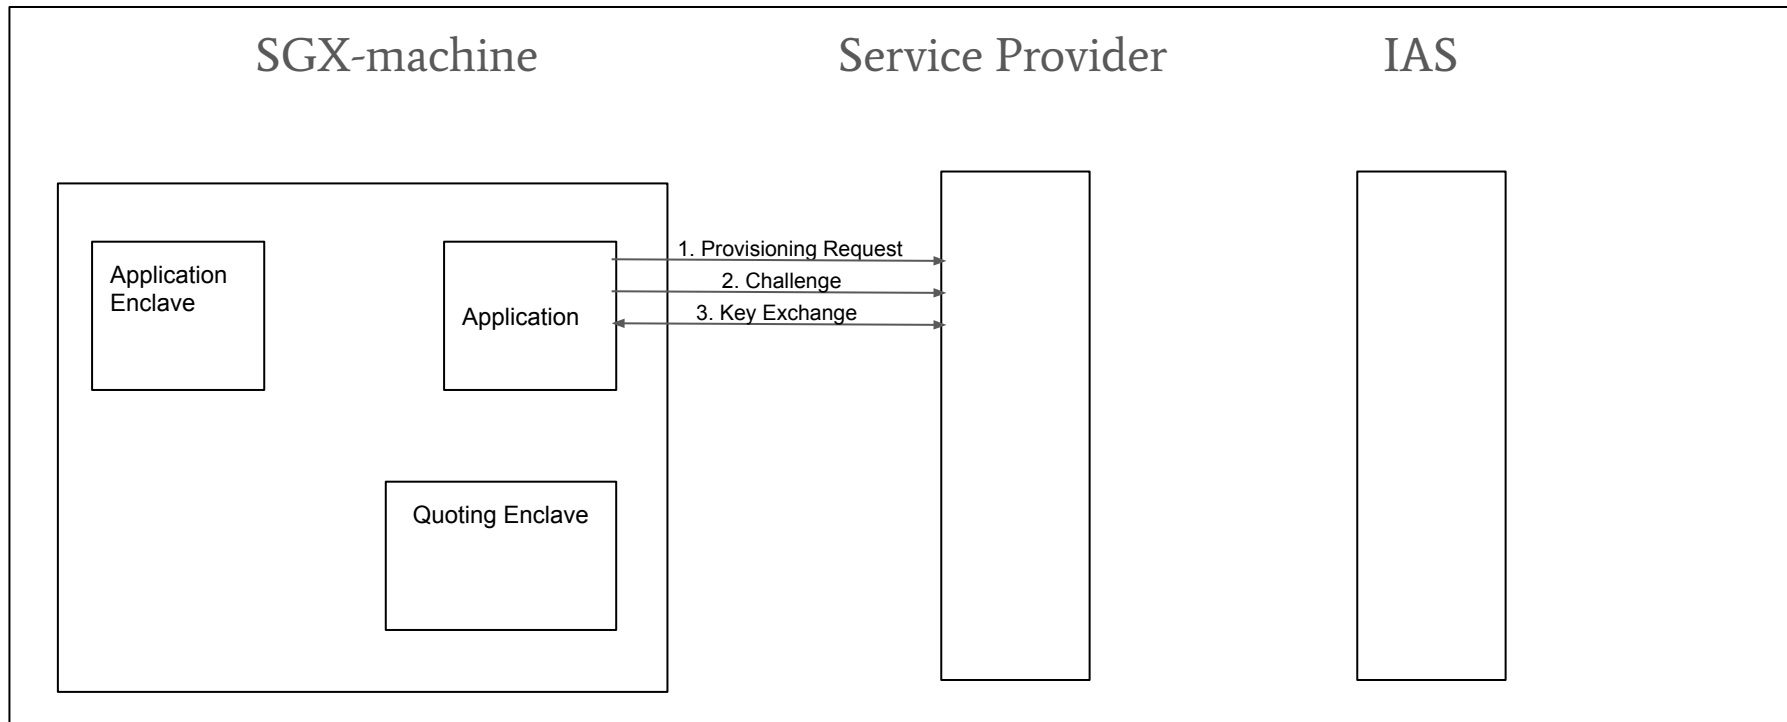 SGX-machine
Service Provider
IAS
Application
Enclave
Application
1. Provisioning Request
2. Challenge
3. Key Exchange
Quoting Enclave